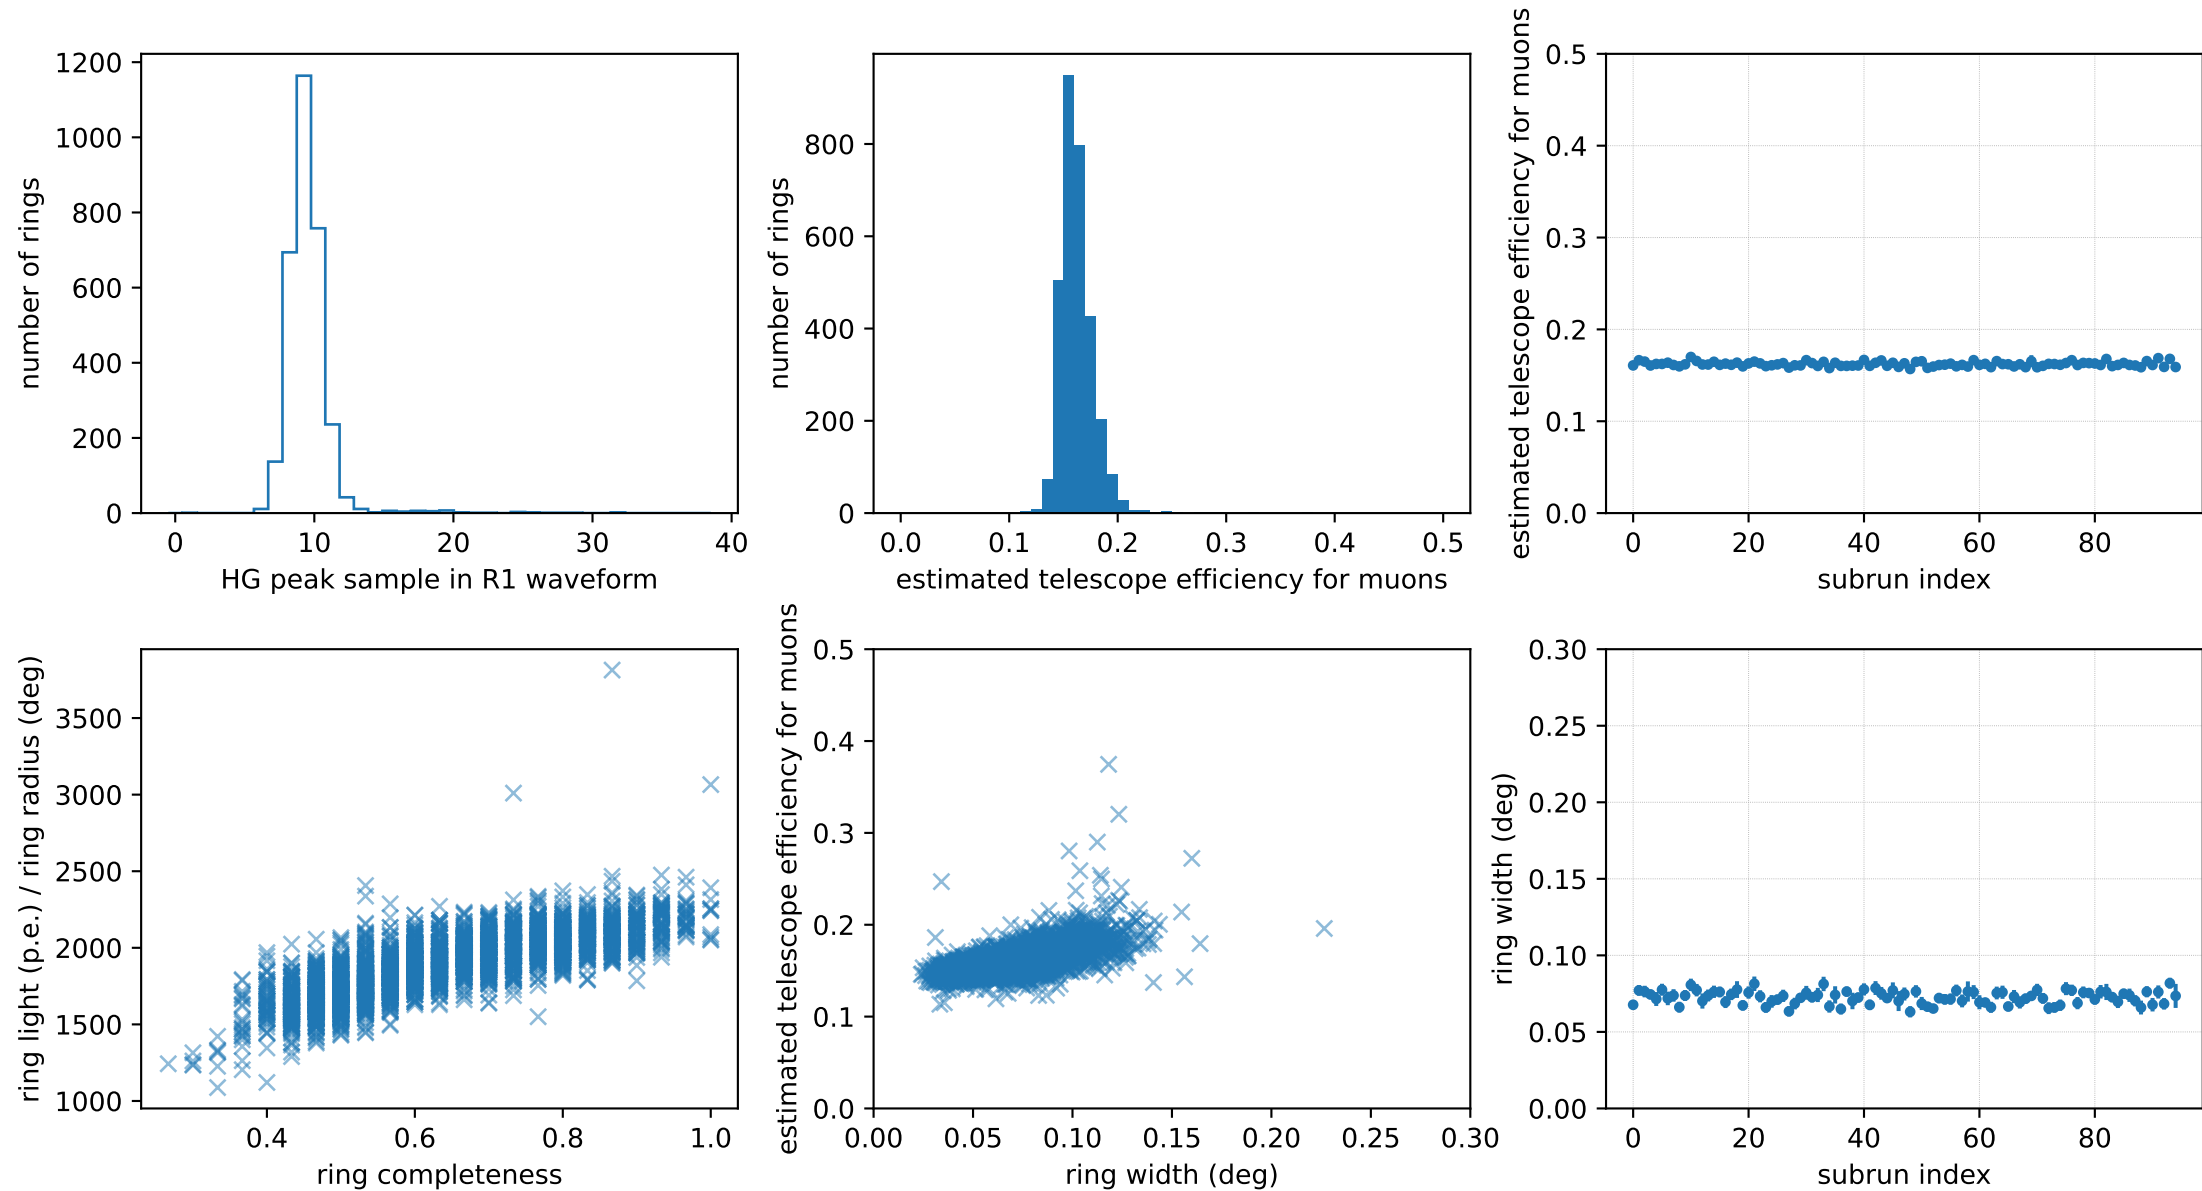 number of rings
1200
1000
800
600
400
200
0
0 10 20 30 40
HG peak sample in R1 waveform
number of rings
800
600
400
200
0
0.0 0.1 0.2 0.3 0.4 0.5
estimated telescope efficiency for muons
estimated telescope efficiency for muons
0.5
0.4
0.3
0.2
0.1
0.0
0 20 40 60 80
subrun index
ring light (p.e.) / ring radius (deg)
3500
3000
2500
2000
1500
1000
0.4 0.6 0.8 1.0
ring completeness
estimated telescope efficiency for muons
0.5
0.4
0.3
0.2
0.1
0.0
0.00 0.05 0.10 0.15 0.20 0.25 0.30
ring width (deg)
ring width (deg)
0.30
0.25
0.20
0.15
0.10
0.05
0.00
0 20 40 60 80
subrun index